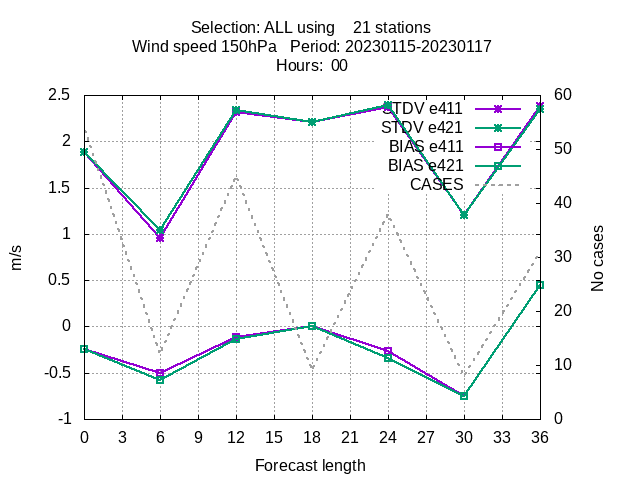 Selection: ALL using    21 stations
Wind speed 150hPa   Period: 20230115-20230117
Hours:  00
2.5
2
1.5
1
0.5
0
-0.5
-1
60
50
40
30
20
10
0
STDV e411
STDV e421
BIAS e411
BIAS e421
CASES
m/s
No cases
0 3 6 9 12 15 18 21 24 27 30 33 36
Forecast length